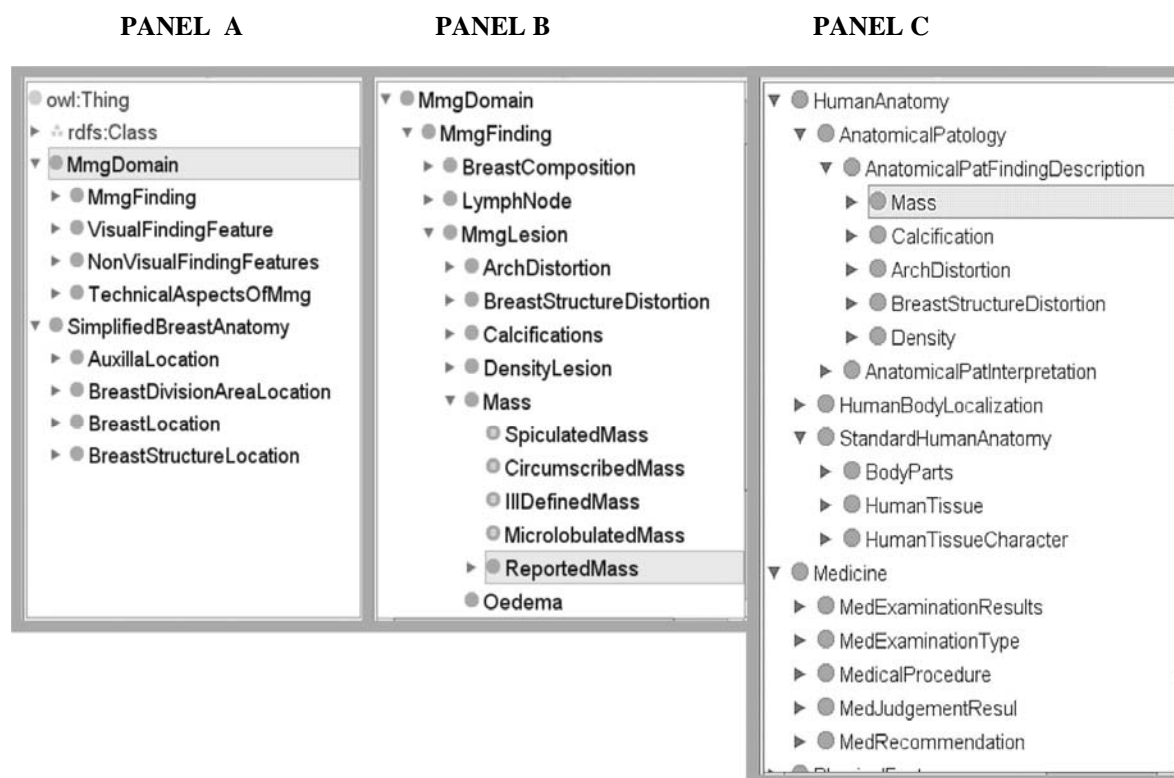 PANEL A
PANEL B
PANEL C
owl:Thing
rdfs:Class
MmgDomain
MmgFinding
VisualFindingFeature
NonVisualFindingFeatures
TechnicalAspectsOfMmg
SimplifiedBreastAnatomy
AuxillaLocation
BreastDivisionAreaLocation
BreastLocation
BreastStructureLocation
MmgDomain
MmgFinding
BreastComposition
LymphNode
MmgLesion
ArchDistortion
BreastStructureDistortion
Calcifications
DensityLesion
Mass
SpiculatedMass
CircumscribedMass
IllDefinedMass
MicrolobulatedMass
ReportedMass
Oedema
HumanAnatomy
AnatomicalPatology
AnatomicalPatFindingDescription
Mass
Calcification
ArchDistortion
BreastStructureDistortion
Density
AnatomicalPatInterpretation
HumanBodyLocalization
StandardHumanAnatomy
BodyParts
HumanTissue
HumanTissueCharacter
Medicine
MedExaminationResults
MedExaminationType
MedicalProcedure
MedJudgementResul
MedRecommendation